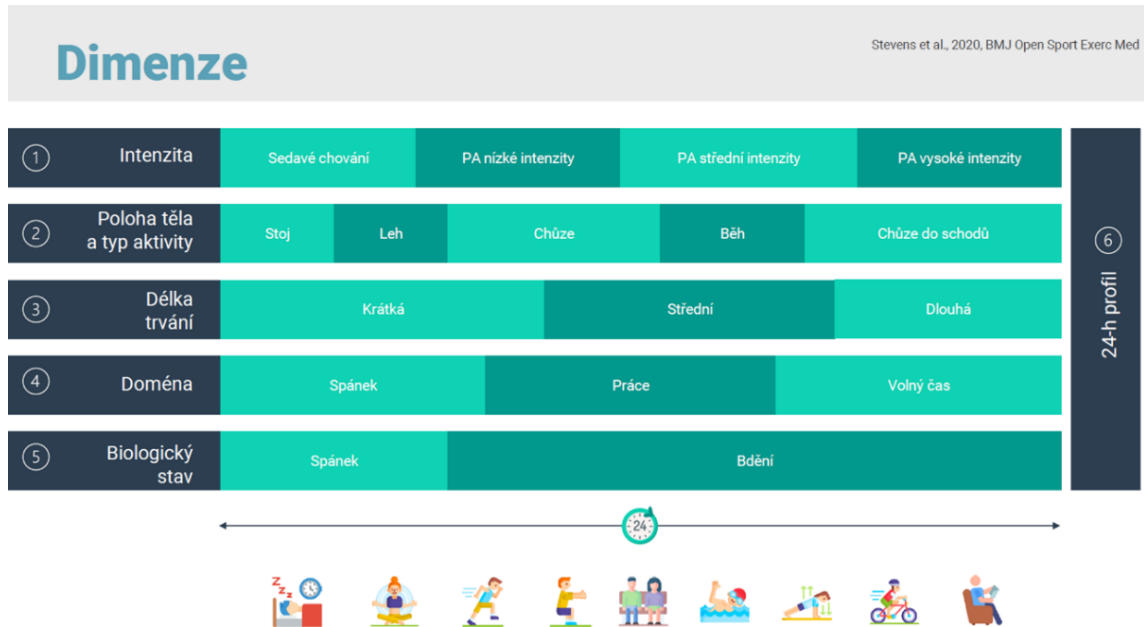 Dimenze
Stevens et al., 2020, BMJ Open Sport Exerc Med
1 Intenzita Sedavé chování PA nízké intenzity PA střední intenzity PA vysoké intenzity
2 Poloha těla
a typ aktivity
Stoj Leh Chůze Běh Chůze do schodů
3 Délka
trvání
Krátká Střední Dlouhá
4 Doména Spánek Práce Volný čas
5 Biologický
stav
Spánek Bdění
6 24-h profil
24
Z Z Z